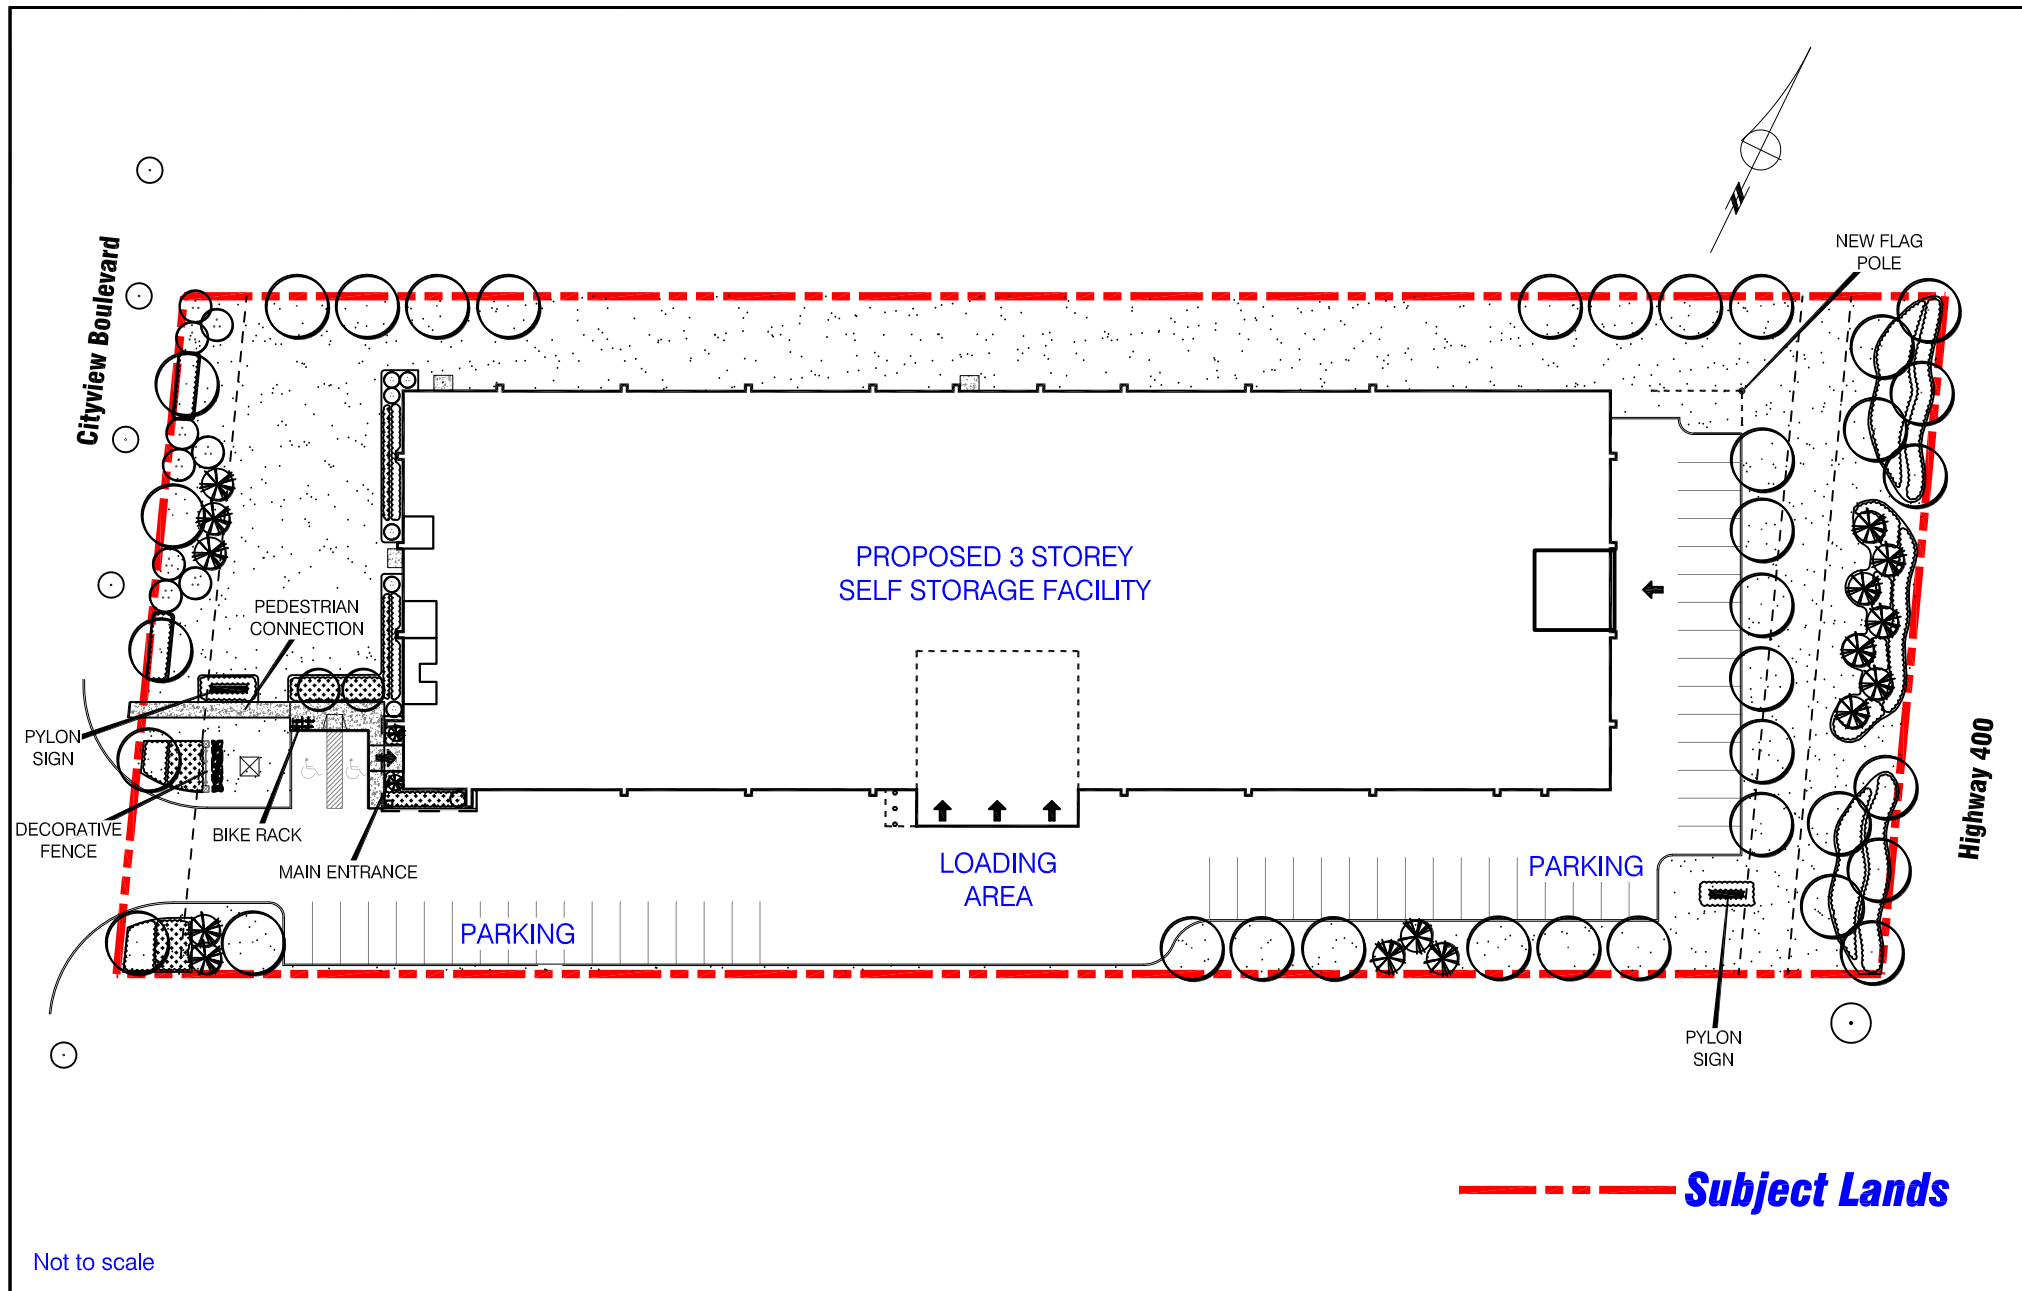 NEW FLAG
POLE
Cityview Boulevard
PROPOSED 3 STOREY
SELF STORAGE FACILITY
PEDESTRIAN
CONNECTION
PYLON
SIGN
DECORATIVE
FENCE
BIKE RACK
MAIN ENTRANCE
LOADING
AREA
PARKING
PARKING
Highway 400
PYLON
SIGN
Subject Lands
Not to scale